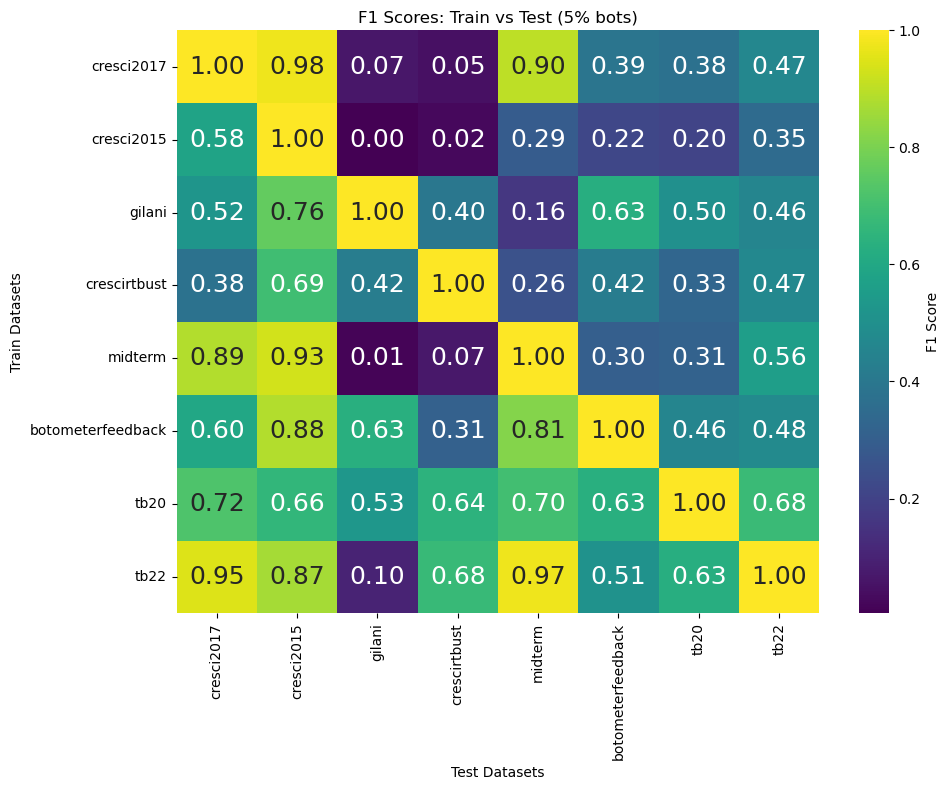 F1 Scores: Train vs Test (5% bots)
Train Datasets
cresci2017 1.00 0.98 0.07 0.05 0.90 0.39 0.38 0.47
cresci2015 0.58 1.00 0.00 0.02 0.29 0.22 0.20 0.35
gilani 0.52 0.76 1.00 0.40 0.16 0.63 0.50 0.46
crescirtbust 0.38 0.69 0.42 1.00 0.26 0.42 0.33 0.47
midterm 0.89 0.93 0.01 0.07 1.00 0.30 0.31 0.56
botometerfeedback 0.60 0.88 0.63 0.31 0.81 1.00 0.46 0.48
tb20 0.72 0.66 0.53 0.64 0.70 0.63 1.00 0.68
tb22 0.95 0.87 0.10 0.68 0.97 0.51 0.63 1.00
cresci2017 cresci2015 gilani crescirtbust midterm botometerfeedback tb20 tb22
Test Datasets
1.0
0.8
0.6
0.4
0.2
F1 Score